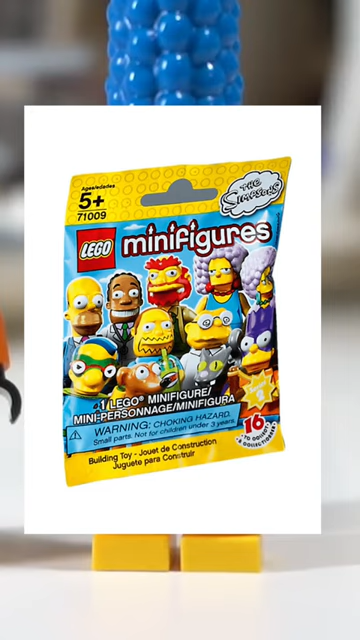 Ages/edades
5+
71009
THE
SIMPSONS
LEGO minifigures
1 LEGO® MINIFIGURE/
MINI-PERSONNAGE/MINIFIGURA
WARNING: CHOKING HAZARD.
Small parts. Not for children under 3 years.
Building Toy - Jouet de Construction
Juguete para Construir
16